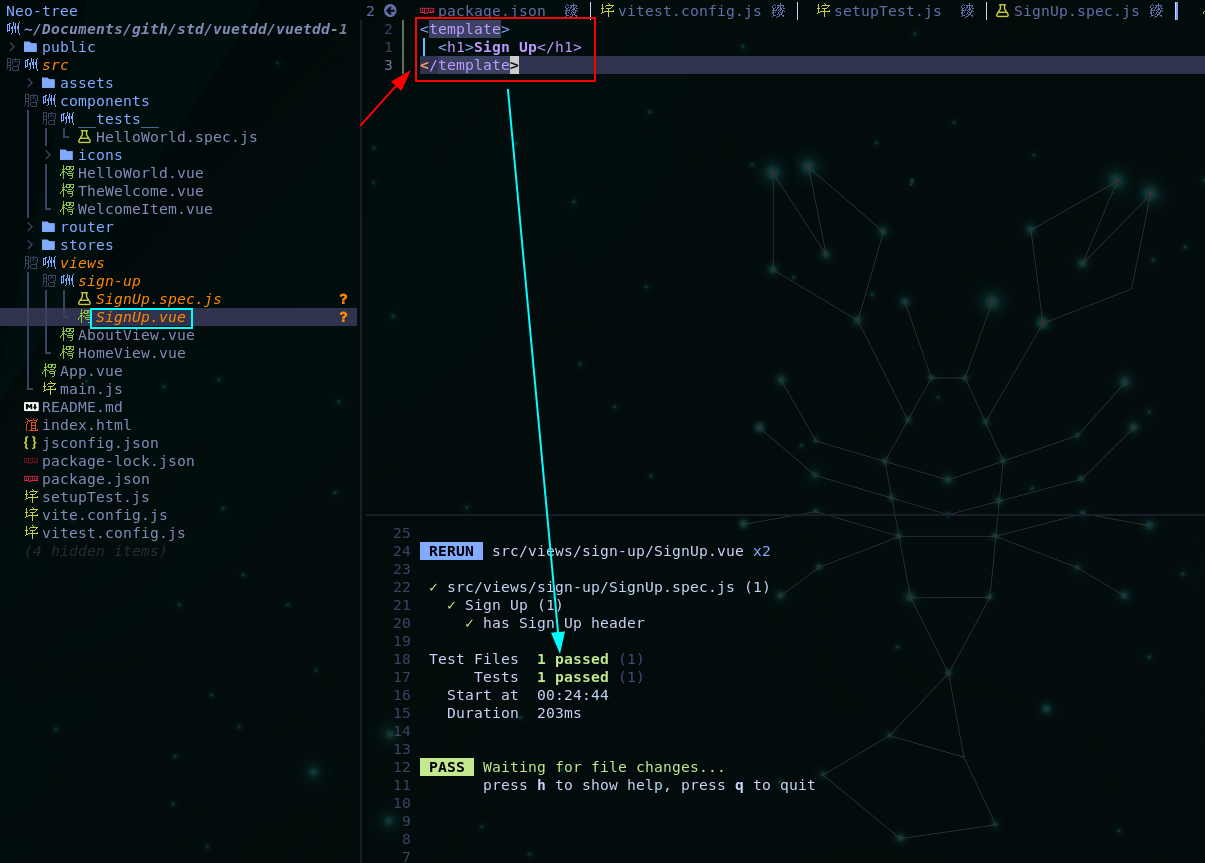 Neo-tree
~/Documents/gith/std/vuetdd/vuetdd-1
public
src
assets
components
__tests__
HelloWorld.spec.js
icons
HelloWorld.vue
TheWelcome.vue
WelcomeItem.vue
router
stores
views
sign-up
SignUp.spec.js ?
SignUp.vue ?
AboutView.vue
HomeView.vue
App.vue
main.js
README.md
index.html
{} jsconfig.json
package-lock.json
package.json
setupTest.js
vite.config.js
vitest.config.js
(4 hidden items)
2 package.json vitest.config.js setupTest.js SignUp.spec.js
2 <template>
1 <h1>Sign Up</h1>
3 </template>
25
24 RERUN src/views/sign-up/SignUp.vue x2
23
22 ✓ src/views/sign-up/SignUp.spec.js (1)
21 ✓ Sign Up (1)
20 ✓ has Sign Up header
19
18 Test Files 1 passed (1)
17 Tests 1 passed (1)
16 Start at 00:24:44
15 Duration 203ms
14
13
12 PASS Waiting for file changes...
11 press h to show help, press q to quit
10
9
8
7